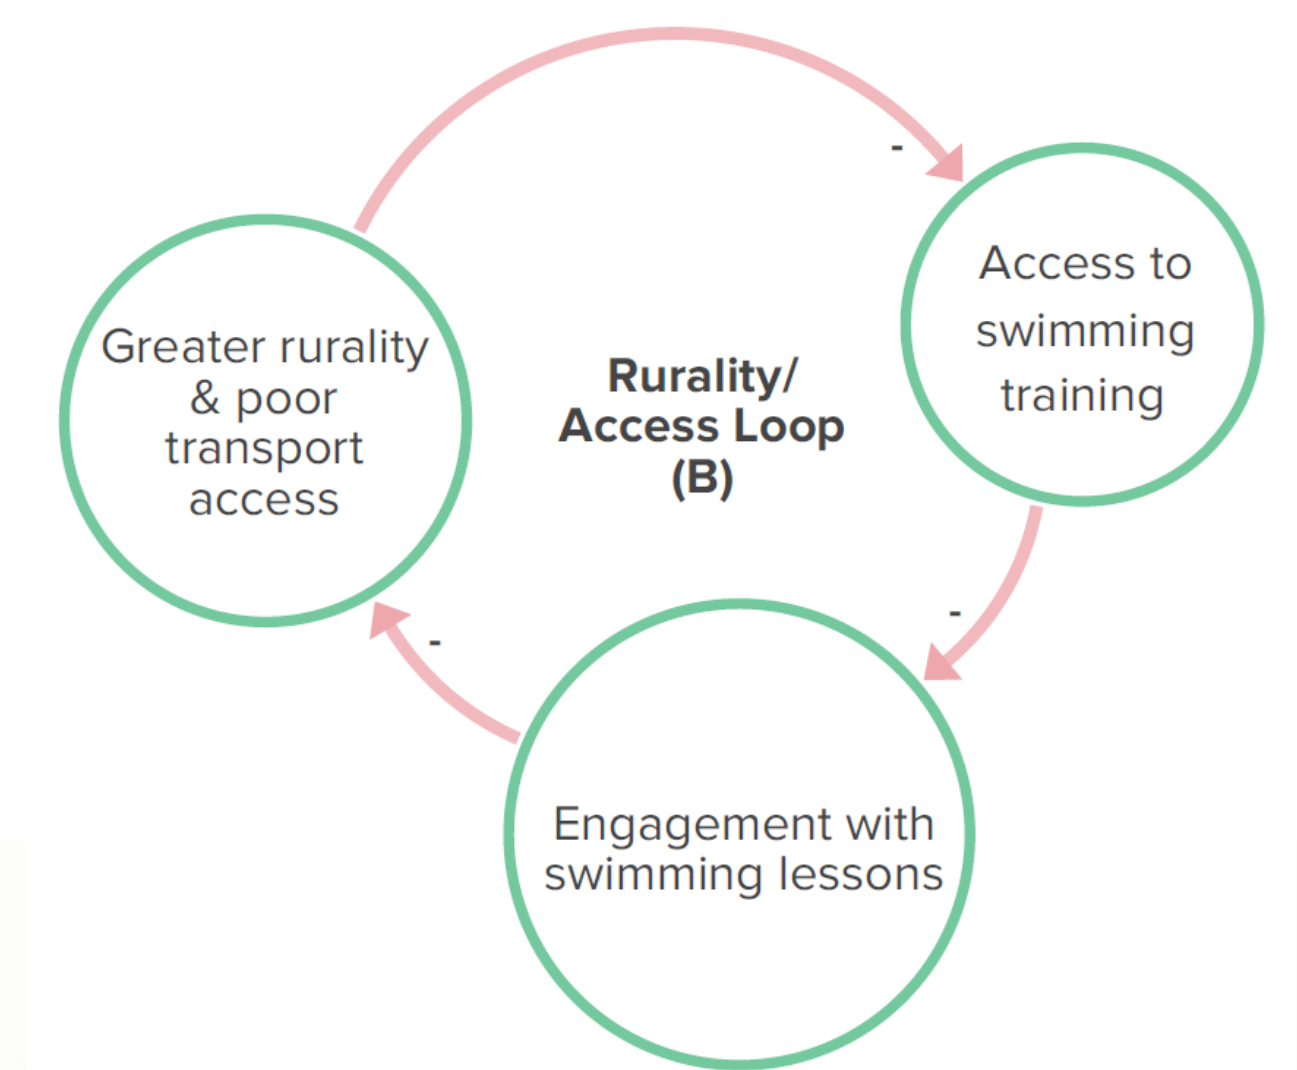 -
Access to
swimming
training
Greater rurality
& poor
transport
access
Rurality/
Access Loop
(B)
-
-
Engagement with
swimming lessons